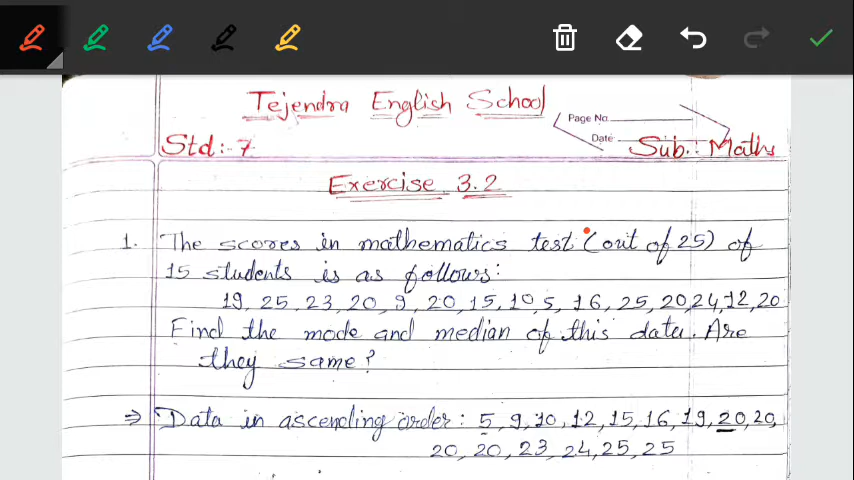 Tejendra English School
Page No.
Date
Std:- 7
Sub.: Maths
Exercise 3.2
1. The scores in mathematics test (out of 25) of
15 students is as follows:
19, 25, 23, 20, 9, 20, 15, 10, 5, 16, 25, 20, 24, 12, 20
Find the mode and median of this data. Are
they same?
⇒ Data in ascending order: 5, 9, 10, 12, 15, 16, 19, 20, 20,
20, 20, 23, 24, 25, 25